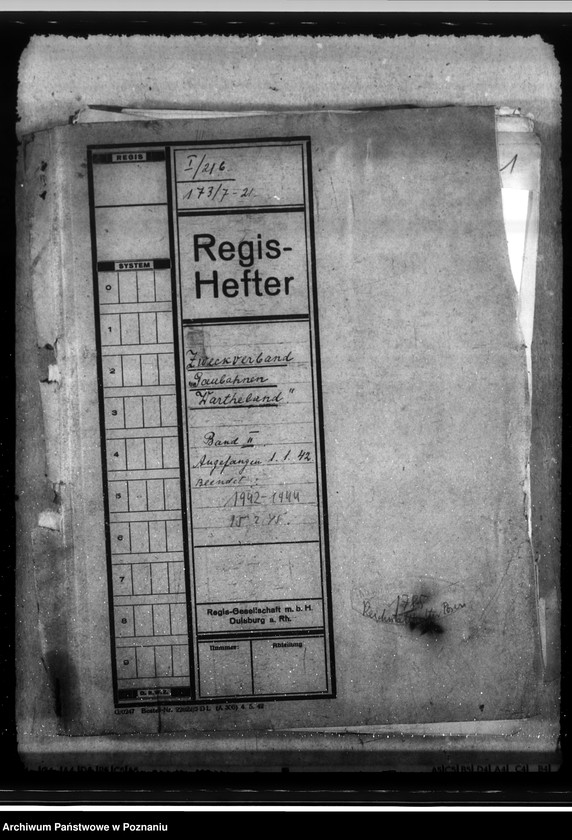 REGIS
I/216
173/7-21
Regis-
Hefter
SYSTEM
0
1
2
3
4
5
6
7
8
9
Zweckverband
"Gaubahnen
Wartheland"
Band II
Angefangen 1.1.42
Beendet:
1942-1944
Regis-Gesellschaft m. b. H.
Duisburg a. Rh.
Nummer:
Abteilung
1
Archiwum Państwowe w Poznaniu